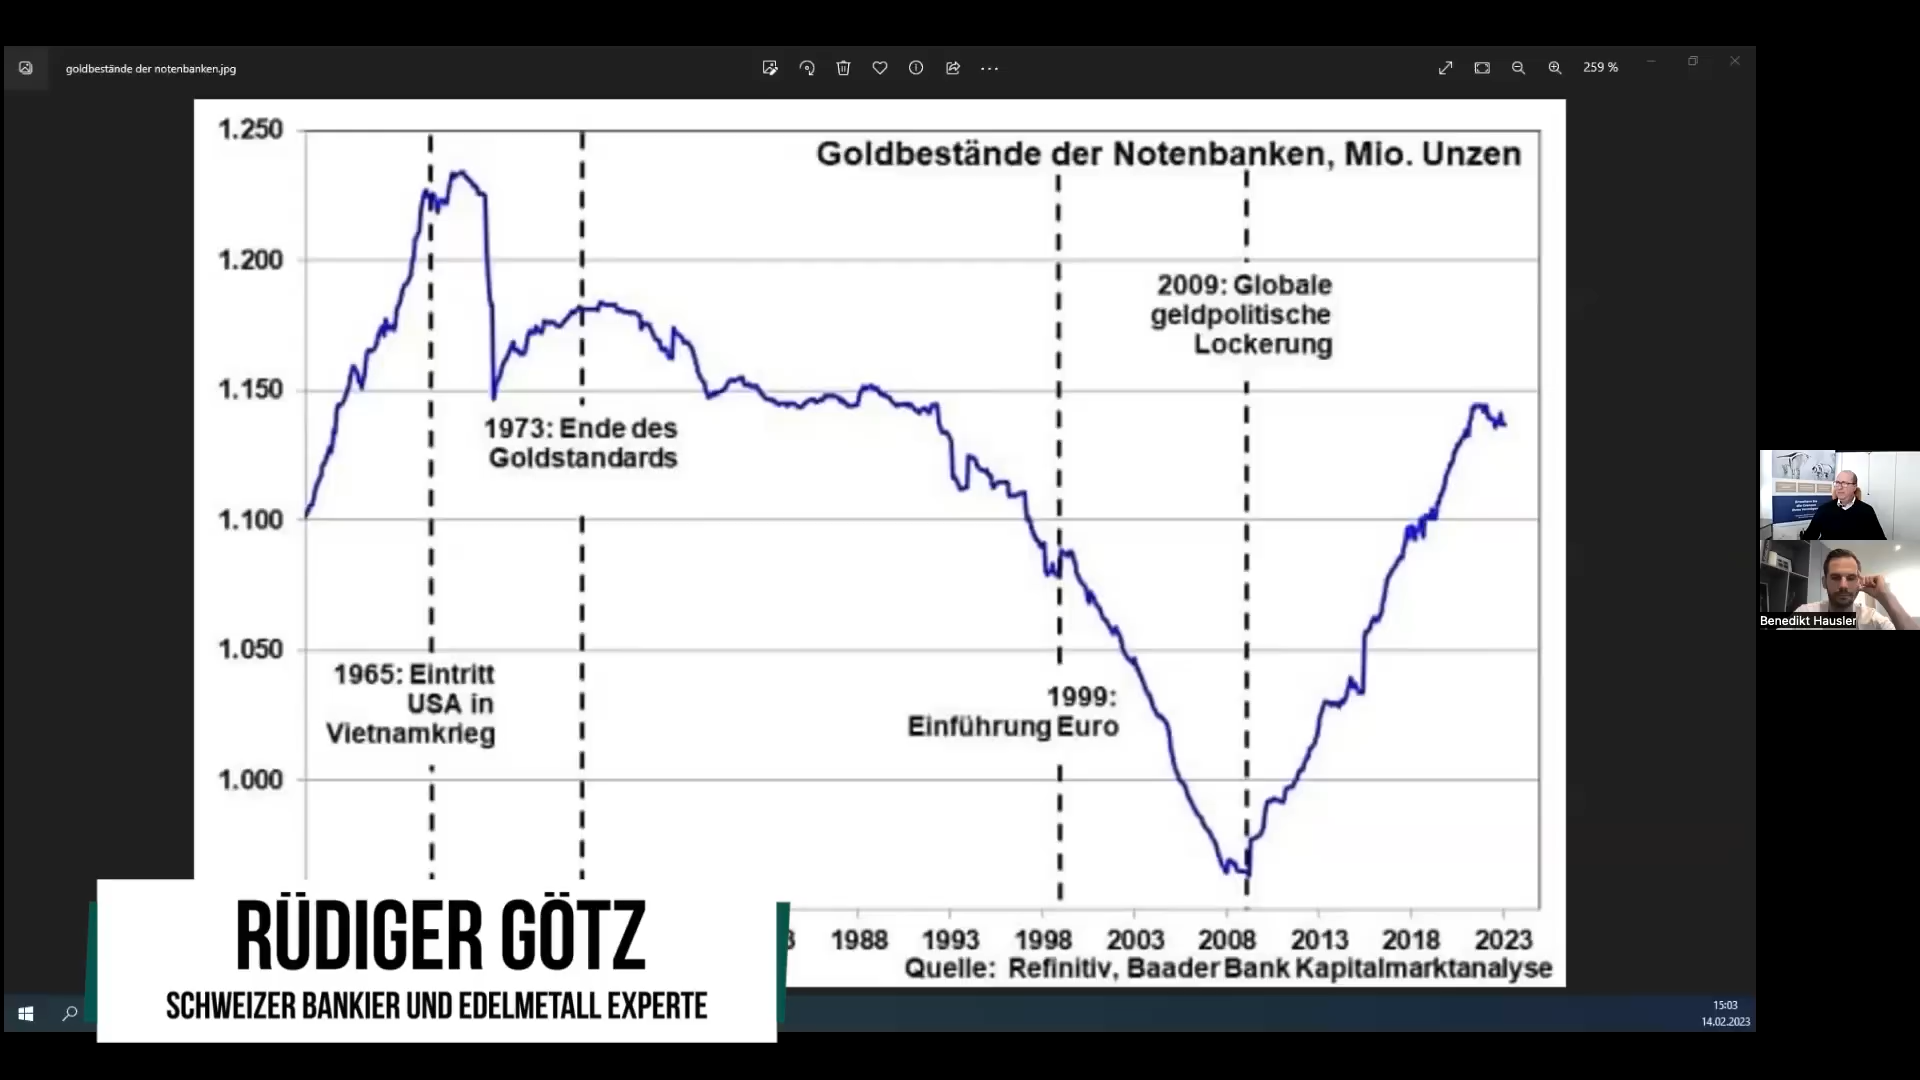 goldbestände der notenbanken.jpg
259 %
Goldbestände der Notenbanken, Mio. Unzen
1.250
1.200
1.150
1.100
1.050
1.000
2009: Globale
geldpolitische
Lockerung
1973: Ende des
Goldstandards
1965: Eintritt
USA in
Vietnamkrieg
1999:
Einführung Euro
1988 1993 1998 2003 2008 2013 2018 2023
Quelle: Refinitiv, Baader Bank Kapitalmarktanalyse
RÜDIGER GÖTZ
SCHWEIZER BANKIER UND EDELMETALL EXPERTE
Benedikt Hausler
15:03
14.02.2023